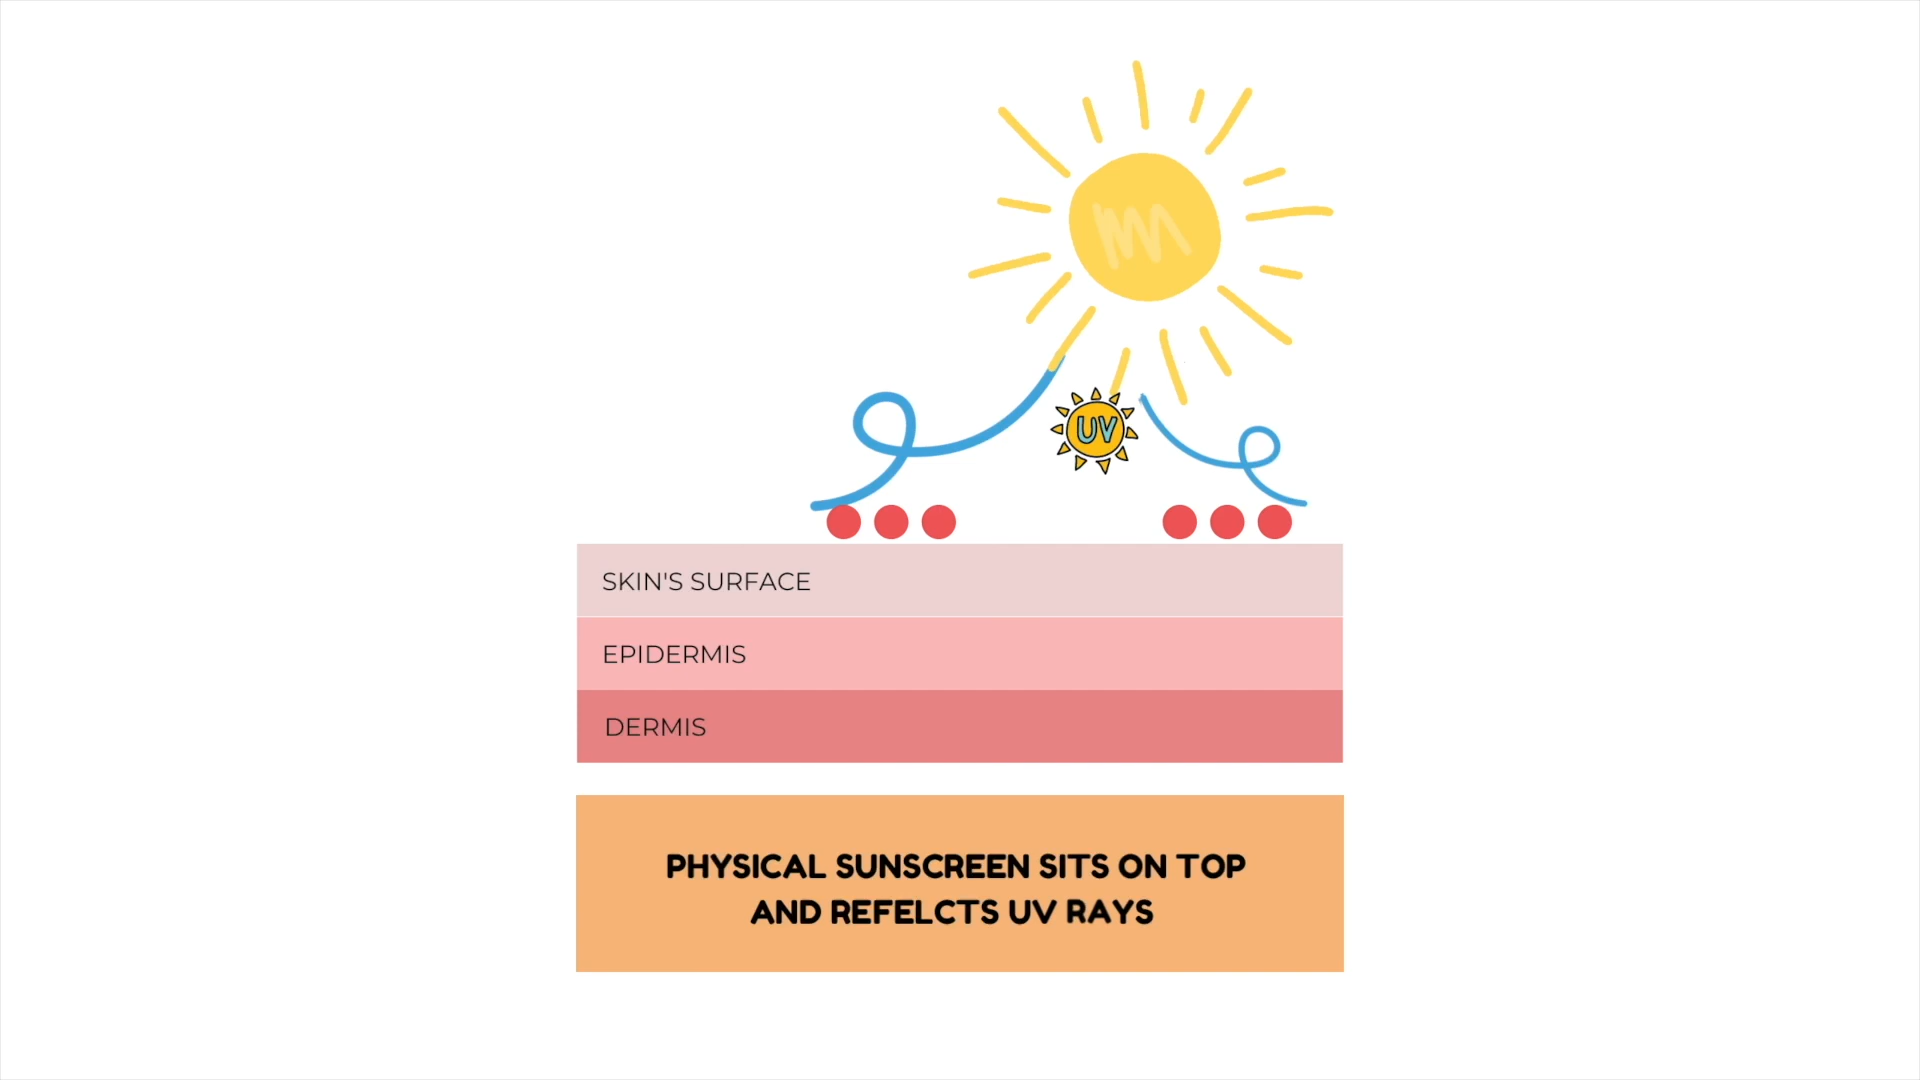 UV
SKIN'S SURFACE
EPIDERMIS
DERMIS
PHYSICAL SUNSCREEN SITS ON TOP
AND REFELCTS UV RAYS